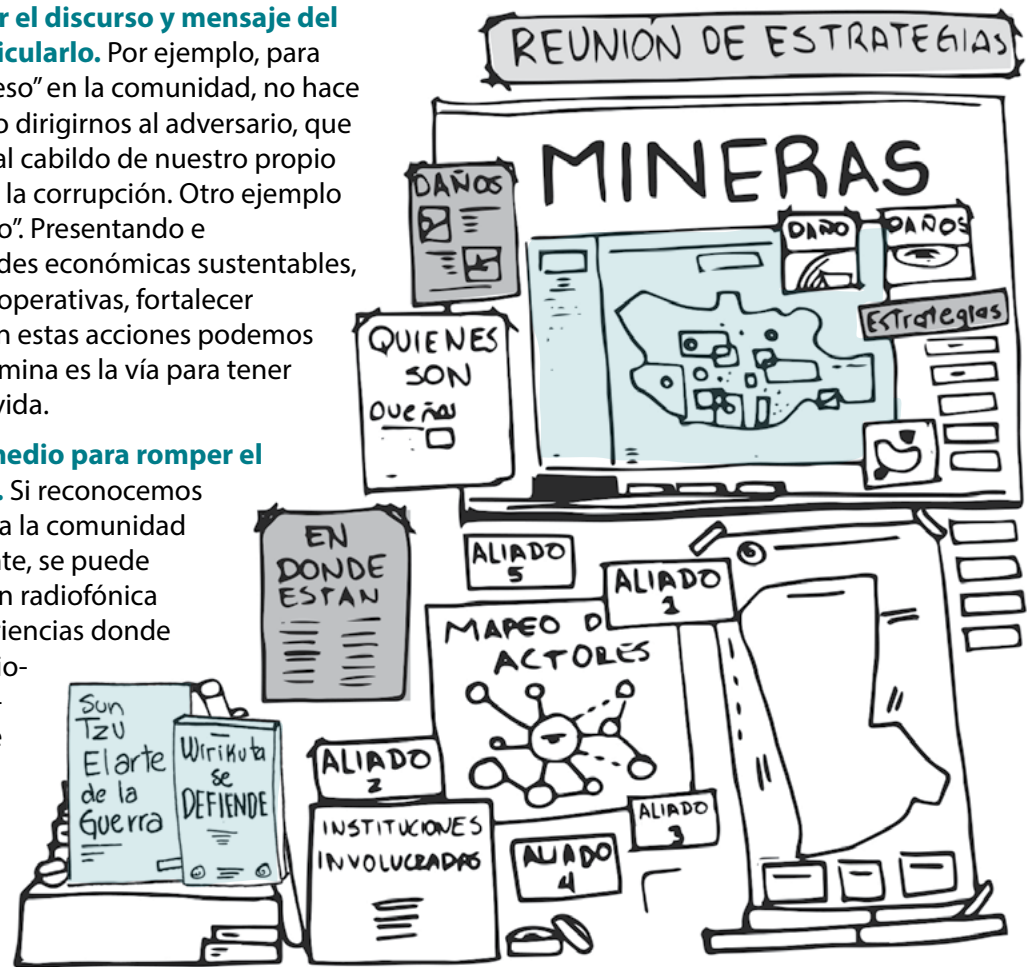 r el discurso y mensaje del
icularlo. Por ejemplo, para
eso” en la comunidad, no hace
o dirigirnos al adversario, que
al cabildo de nuestro propio
la corrupción. Otro ejemplo
o”. Presentando e
des económicas sustentables,
operativas, fortalecer
n estas acciones podemos
mina es la vía para tener
vida.
nedio para romper el
. Si reconocemos
a la comunidad
nte, se puede
n radiofónica
riencias donde
io-
-
e
REUNIÓN DE ESTRATEGIAS
MINERAS
DAÑOS
DAÑO
DAÑOS
Estrategias
QUIENES
SON
Dueños
EN
DONDE
ESTAN
ALIADO
5
ALIADO
1
MAPEO D
ACTORES
Sun
Tzu
El arte
de la
Guerra
Wirikuta
se
DEFIENDE
ALIADO
2
INSTITUCIONES
INVOLUCRADAS
ALIADO
3
ALIADO
4